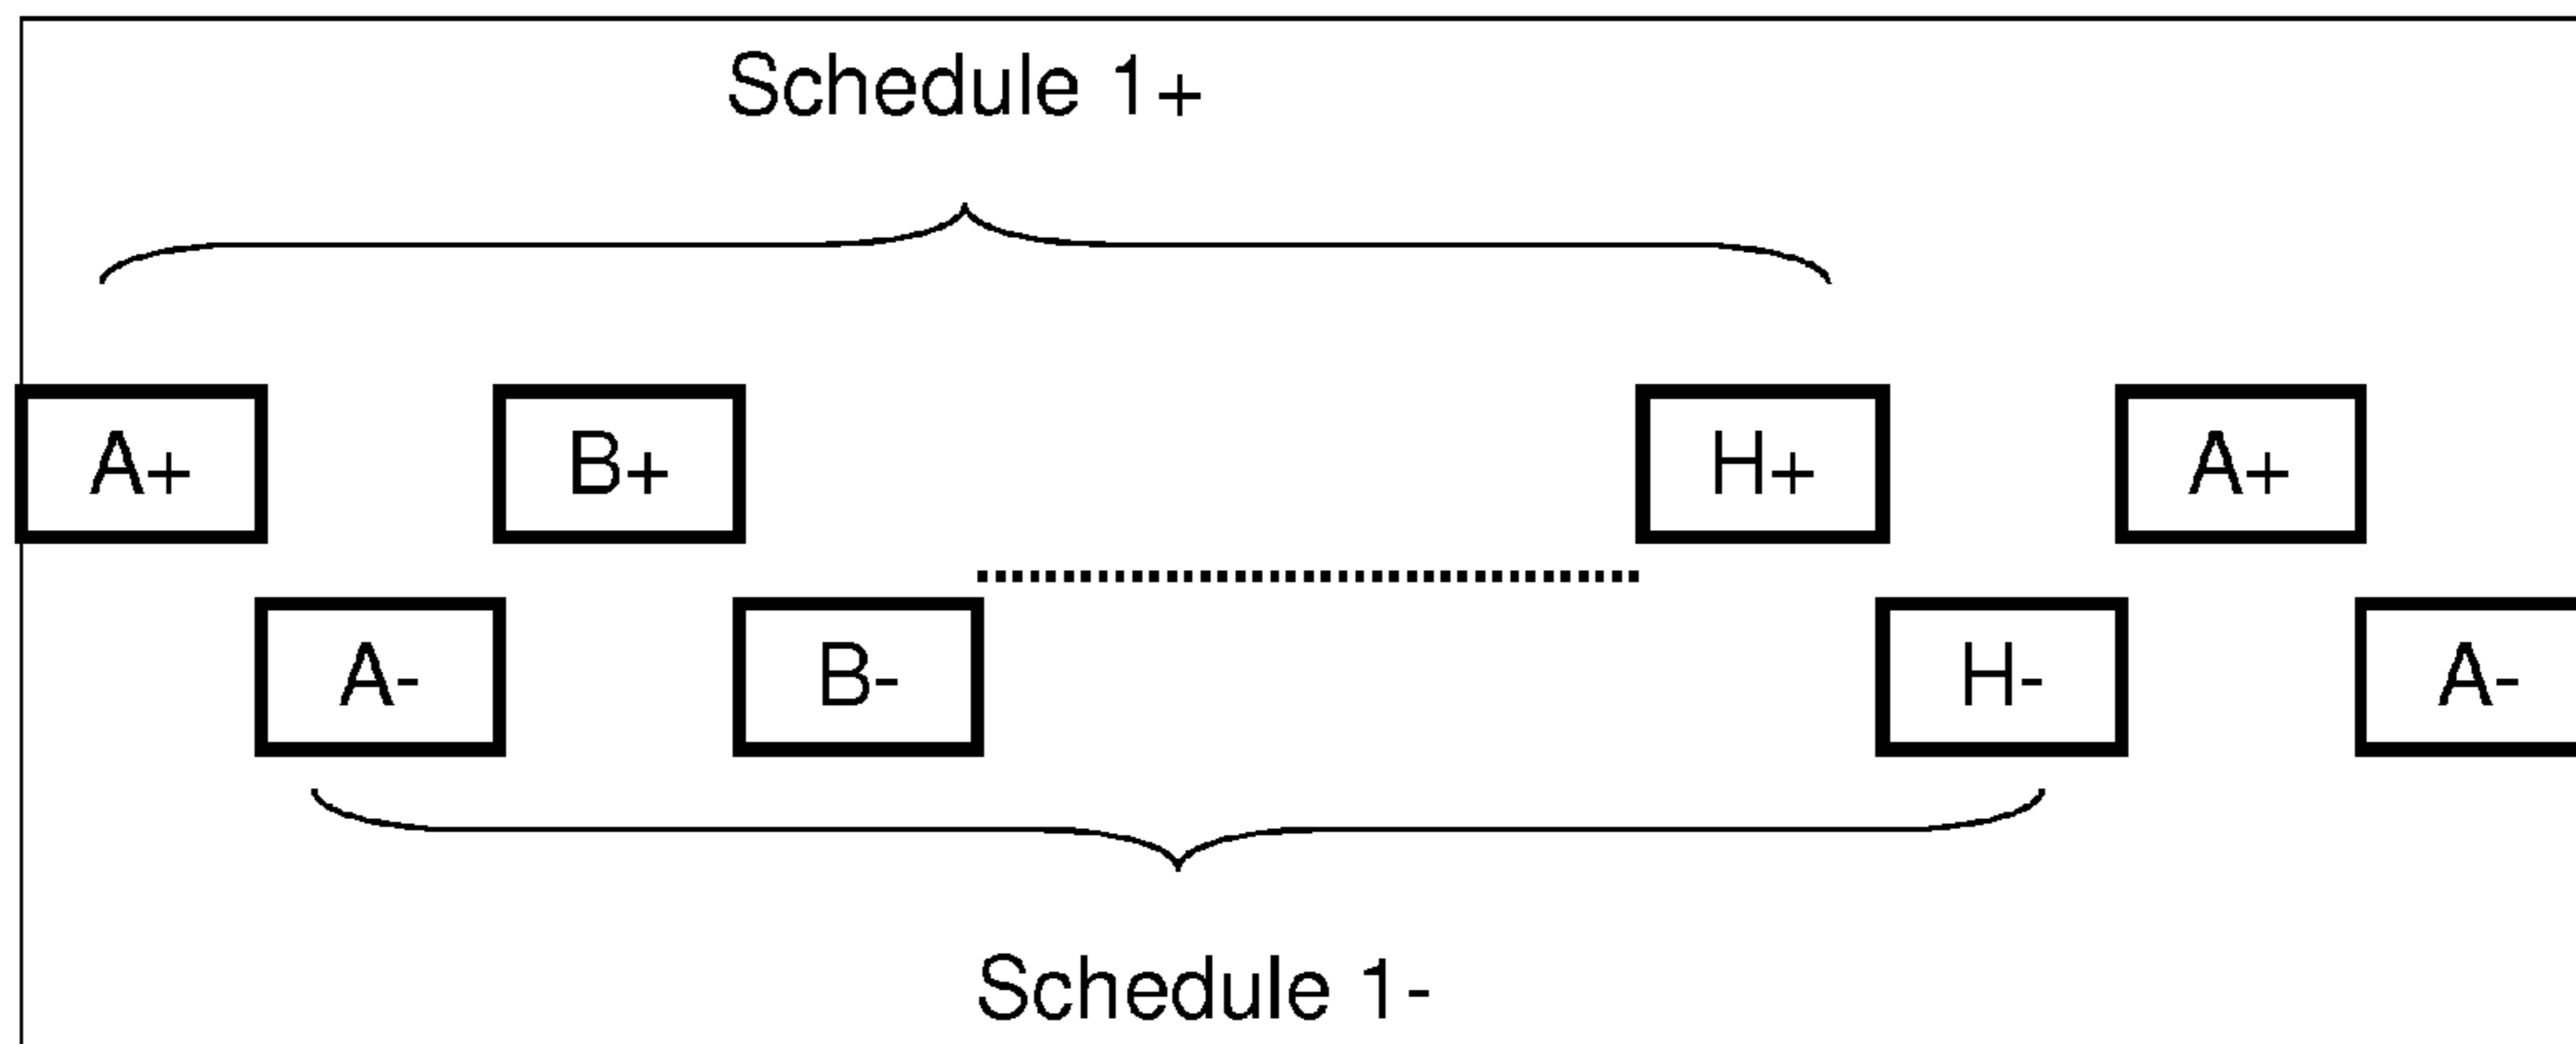 Schedule 1+
A+ B+ H+ A+
A- B- H- A-
Schedule 1-